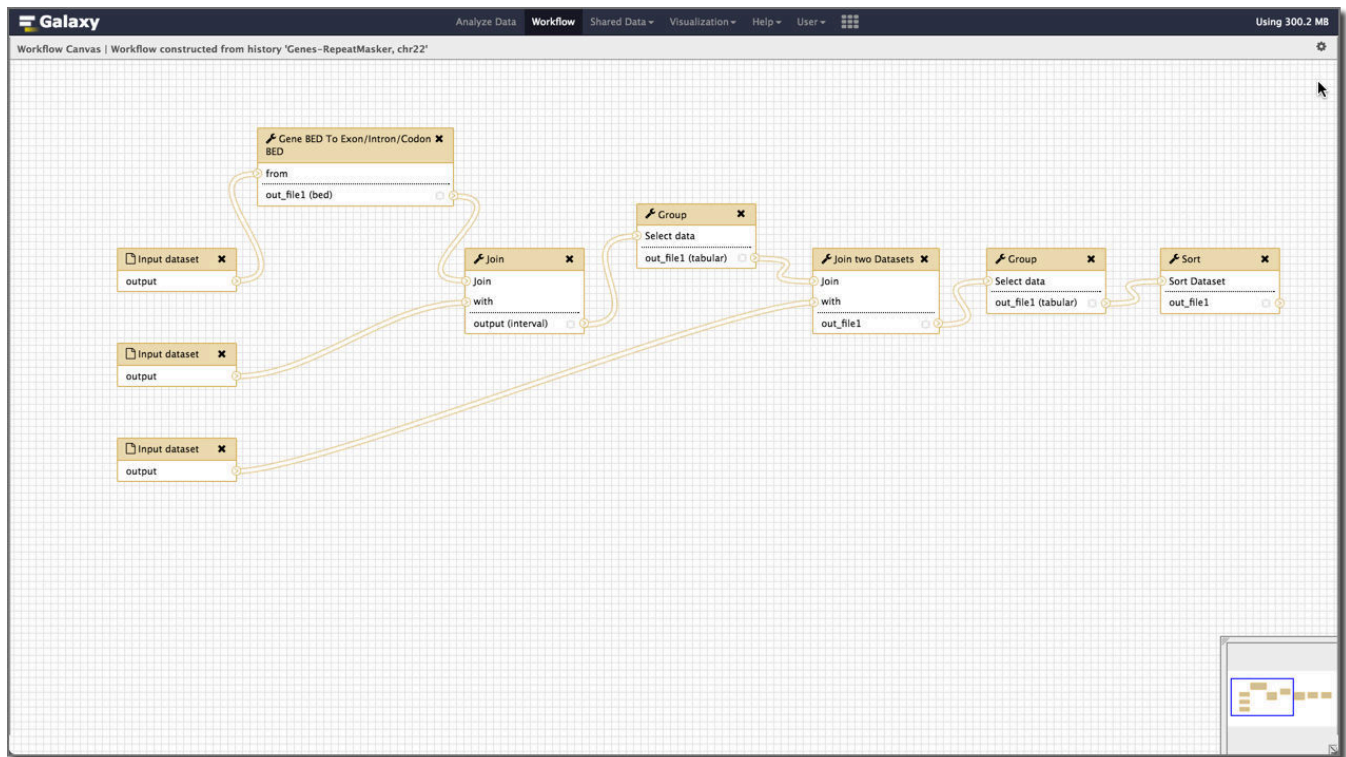 Galaxy
Analyze Data Workflow Shared Data Visualization Help User Using 300.2 MB
Workflow Canvas | Workflow constructed from history 'Genes-RepeatMasker, chr22'
Gene BED To Exon/Intron/Codon
BED
from
out_file1 (bed)
Input dataset
output
Input dataset
output
Input dataset
output
Join
Join
with
output (interval)
Group
Select data
out_file1 (tabular)
Join two Datasets
Join
with
out_file1
Group
Select data
out_file1 (tabular)
Sort
Sort Dataset
out_file1